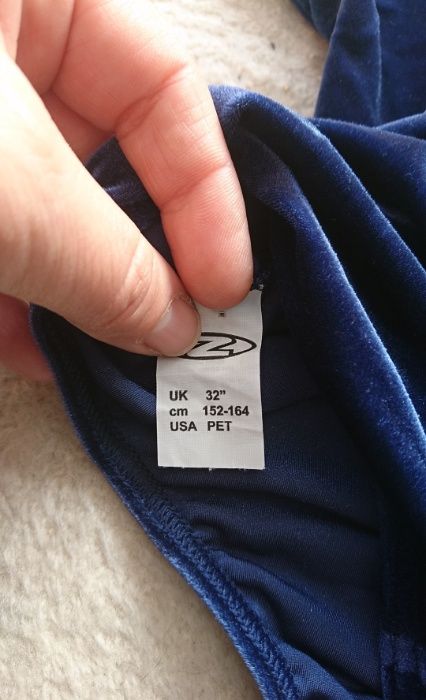 Z
UK 32"
cm 152-164
USA PET